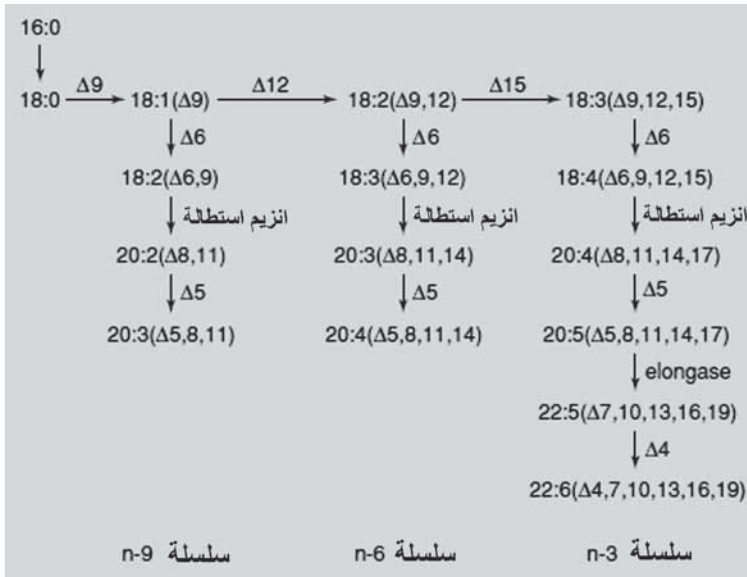 16:0
18:0 Δ9 18:1(Δ9) Δ12 18:2(Δ9,12) Δ15 18:3(Δ9,12,15)
Δ6 Δ6 Δ6
18:2(Δ6,9) 18:3(Δ6,9,12) 18:4(Δ6,9,12,15)
انزيم استطالة انزيم استطالة انزيم استطالة
20:2(Δ8,11) 20:3(Δ8,11,14) 20:4(Δ8,11,14,17)
Δ5 Δ5 Δ5
20:3(Δ5,8,11) 20:4(Δ5,8,11,14) 20:5(Δ5,8,11,14,17)
elongase
22:5(Δ7,10,13,16,19)
Δ4
22:6(Δ4,7,10,13,16,19)
سلسلة n-9 سلسلة n-6 سلسلة n-3